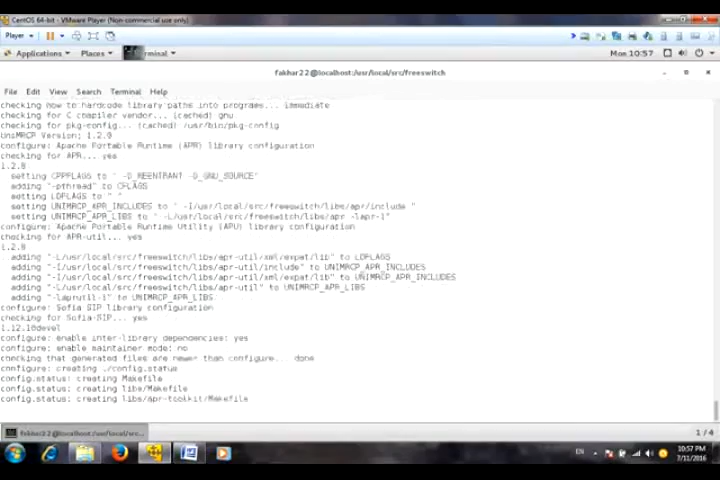 CentOS 64-bit - VMware Player (Non-commercial use only)
Player
Applications Places Terminal Mon 10:57
fakhar22@localhost:/usr/local/src/freeswitch
File Edit View Search Terminal Help
checking how to hardcode library paths into programs... immediate
checking for C compiler vendor... (cached) gnu
checking for pkg-config... (cached) /usr/bin/pkg-config
UniMRCP Version; 1.2.0
configure: Apache Portable Runtime (APR) library configuration
checking for APR... yes
1.2.8
setting CPPFLAGS to " -D_REENTRANT -D_GNU_SOURCE"
adding "-pthread" to CFLAGS
setting LDFLAGS to " "
setting UNIMRCP_APR_INCLUDES to " -I/usr/local/src/freeswitch/libs/apr/include "
setting UNIMRCP_APR_LIBS to " -L/usr/local/src/freeswitch/libs/apr -lapr-1"
configure: Apache Portable Runtime Utility (APU) library configuration
checking for APR-util... yes
1.2.8
adding "-L/usr/local/src/freeswitch/libs/apr-util/xml/expat/lib" to LDFLAGS
adding "-I/usr/local/src/freeswitch/libs/apr-util/include" to UNIMRCP_APR_INCLUDES
adding "-I/usr/local/src/freeswitch/libs/apr-util/xml/expat/lib" to UNIMRCP_APR_INCLUDES
adding "-L/usr/local/src/freeswitch/libs/apr-util" to UNIMRCP_APR_LIBS
adding "-laprutil-1" to UNIMRCP_APR_LIBS
configure: Sofia SIP library configuration
checking for Sofia-SIP... yes
1.12.10devel
configure: enable inter-library dependencies: yes
configure: enable maintainer mode: no
checking that generated files are newer than configure... done
configure: creating ./config.status
config.status: creating Makefile
config.status: creating libs/Makefile
config.status: creating libs/apr-toolkit/Makefile
fakhar22@localhost:/usr/local/src... 1 / 4
EN 10:57 PM
7/11/2016